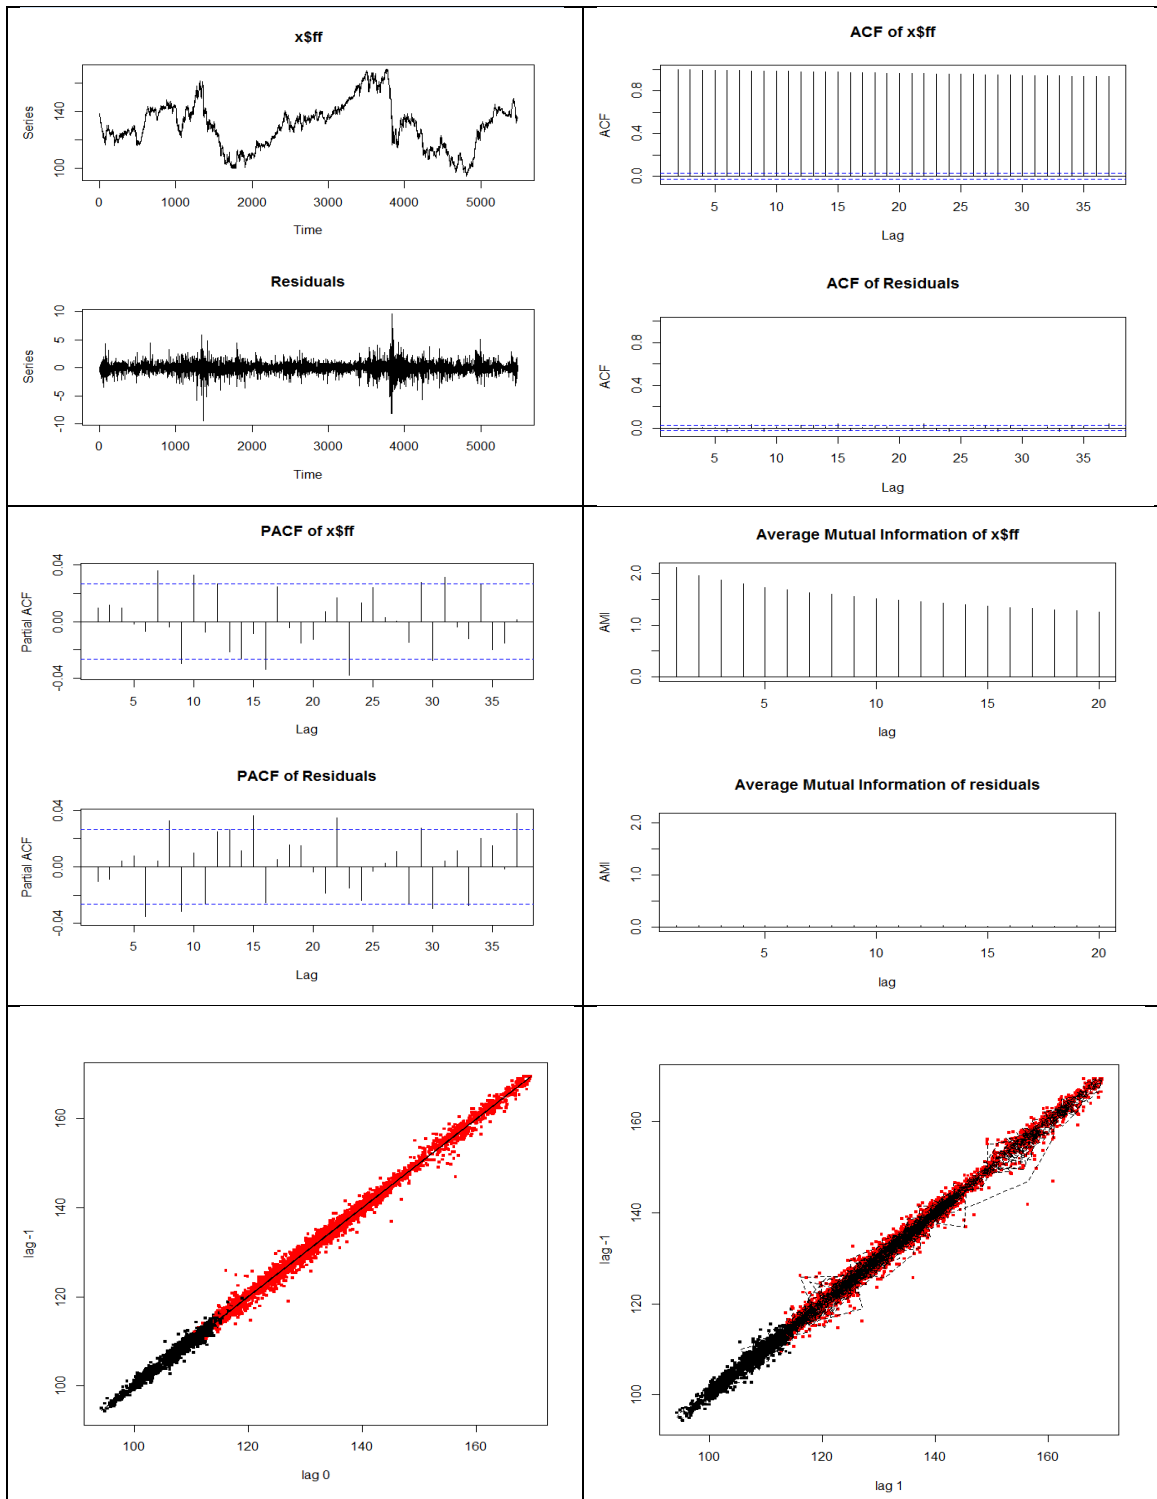 x$ff
Series
140
100
0 1000 2000 3000 4000 5000
Time
Residuals
Series
10
5
0
-5
-10
0 1000 2000 3000 4000 5000
Time
ACF of x$ff
ACF
0.8
0.4
0.0
5 10 15 20 25 30 35
Lag
ACF of Residuals
ACF
0.8
0.4
0.0
5 10 15 20 25 30 35
Lag
PACF of x$ff
Partial ACF
0.04
0.00
-0.04
5 10 15 20 25 30 35
Lag
PACF of Residuals
Partial ACF
0.04
0.00
-0.04
5 10 15 20 25 30 35
Lag
Average Mutual Information of x$ff
AMI
2.0
1.0
0.0
5 10 15 20
lag
Average Mutual Information of residuals
AMI
2.0
1.0
0.0
5 10 15 20
lag
lag -1
160
140
120
100
100 120 140 160
lag 0
lag -1
160
140
120
100
100 120 140 160
lag 1